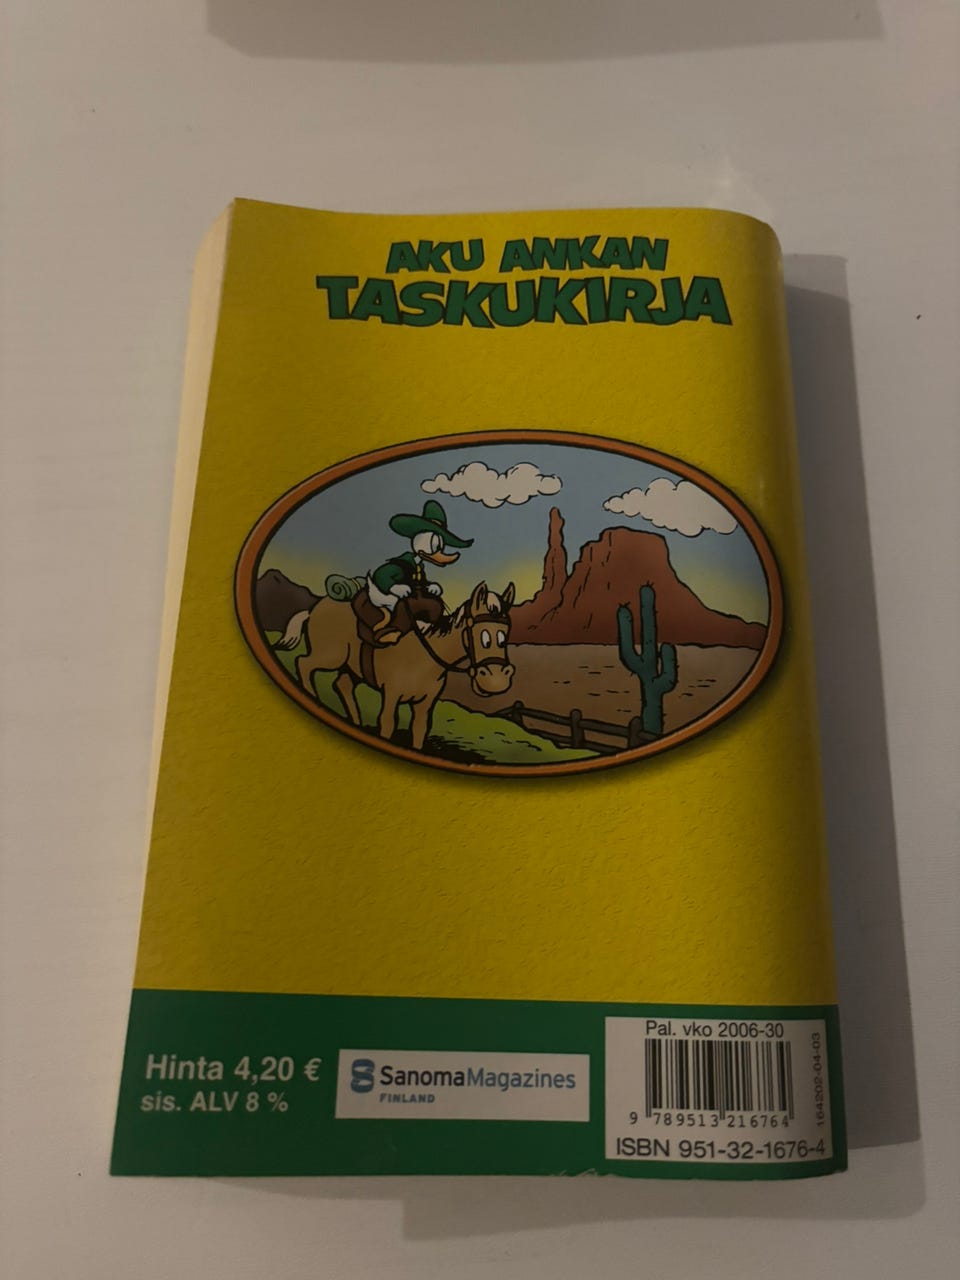 AKU ANKAN
TASKUKIRJA
Hinta 4,20 €
sis. ALV 8 %
SanomaMagazines
FINLAND
Pal. vko 2006-30
9 789513 216764
ISBN 951-32-1676-4
164202-04-03